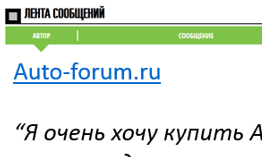 ЛЕНТА СООБЩЕНИЙ
АВТОР СООБЩЕНИЕ
Auto-forum.ru
“Я очень хочу купить А